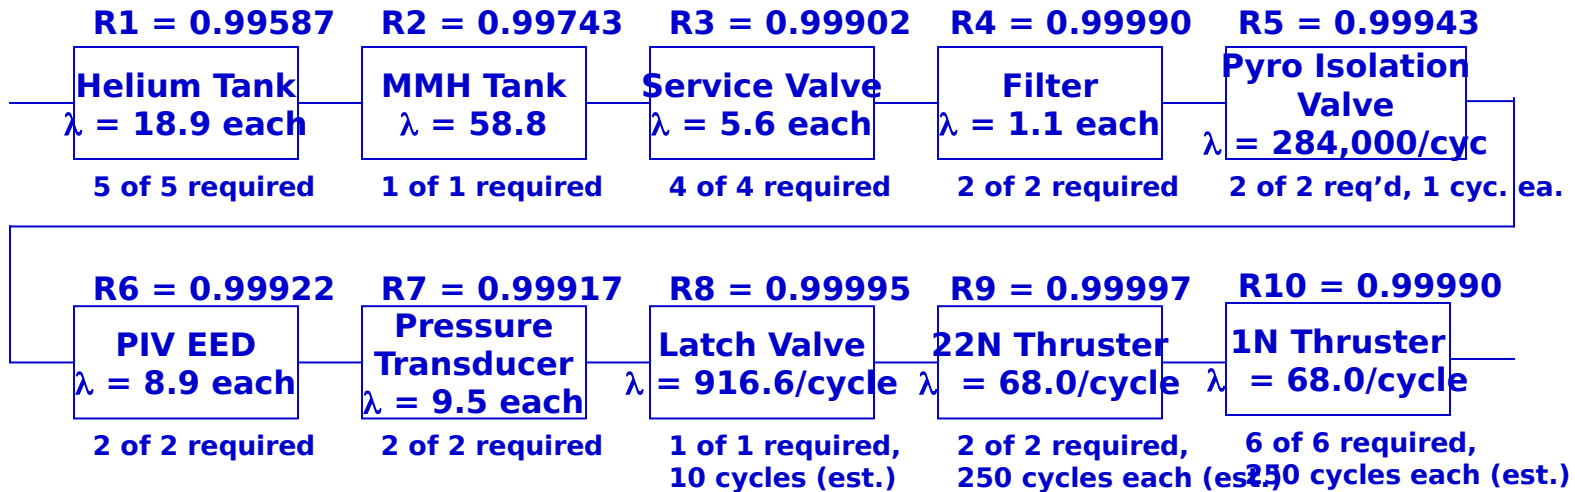 R1 = 0.99587
R2 = 0.99743
R3 = 0.99902
R4 = 0.99990
R5 = 0.99943
Helium Tank
λ = 18.9 each
MMH Tank
λ = 58.8
Service Valve
λ = 5.6 each
Filter
λ = 1.1 each
Pyro Isolation
Valve
λ = 284,000/cyc
5 of 5 required
1 of 1 required
4 of 4 required
2 of 2 required
2 of 2 req’d, 1 cyc. ea.
R6 = 0.99922
R7 = 0.99917
R8 = 0.99995
R9 = 0.99997
R10 = 0.99990
PIV EED
λ = 8.9 each
Pressure
Transducer
λ = 9.5 each
Latch Valve
λ = 916.6/cycle
22N Thruster
λ = 68.0/cycle
1N Thruster
λ = 68.0/cycle
2 of 2 required
2 of 2 required
1 of 1 required,
10 cycles (est.)
2 of 2 required,
250 cycles each (est.)
6 of 6 required,
250 cycles each (est.)